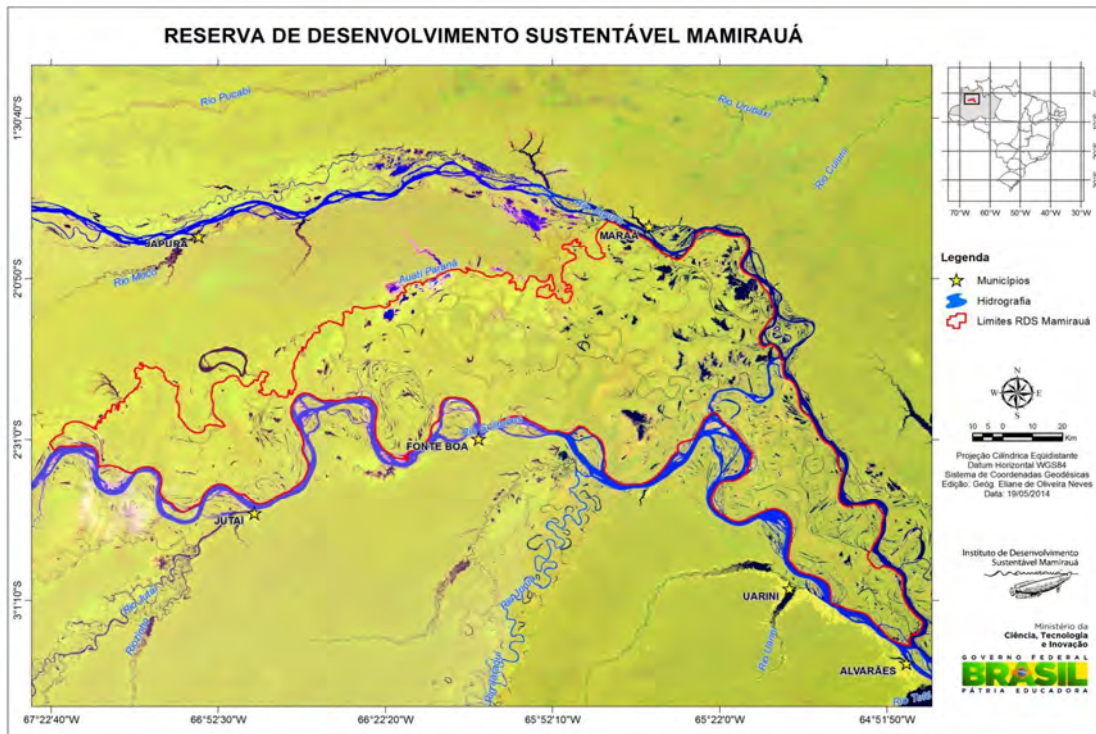 RESERVA DE DESENVOLVIMENTO SUSTENTÁVEL MAMIRAUÁ
1°30'40"S
2°0'50"S
2°31'0"S
3°1'10"S
67°22'40"W
66°52'30"W
66°22'20"W
65°52'10"W
65°22'0"W
64°51'50"W
Rio Pucabi
Rio Urubaxi
Rio Cuiuni
JAPURÁ
MARAÃ
Rio Mocó
Auati Paraná
FONTE BOA
Rio Solimões
JUTAÍ
Rio Jutaí
UARINI
Rio Uarini
ALVARÃES
70°W
60°W
50°W
40°W
30°W
Legenda
Municípios
Hidrografia
Limites RDS Mamirauá
N
W
E
S
10
5
0
10
20
Km
Projeção Cilíndrica Eqüidistante
Datum Horizontal WGS84
Sistema de Coordenadas Geodésicas
Edição: Geóg. Eliane de Oliveira Neves
Data: 19/05/2014
Instituto de Desenvolvimento
Sustentável Mamirauá
Ministério da
Ciência, Tecnologia
e Inovação
GOVERNO FEDERAL
BRASIL
PÁTRIA EDUCADORA